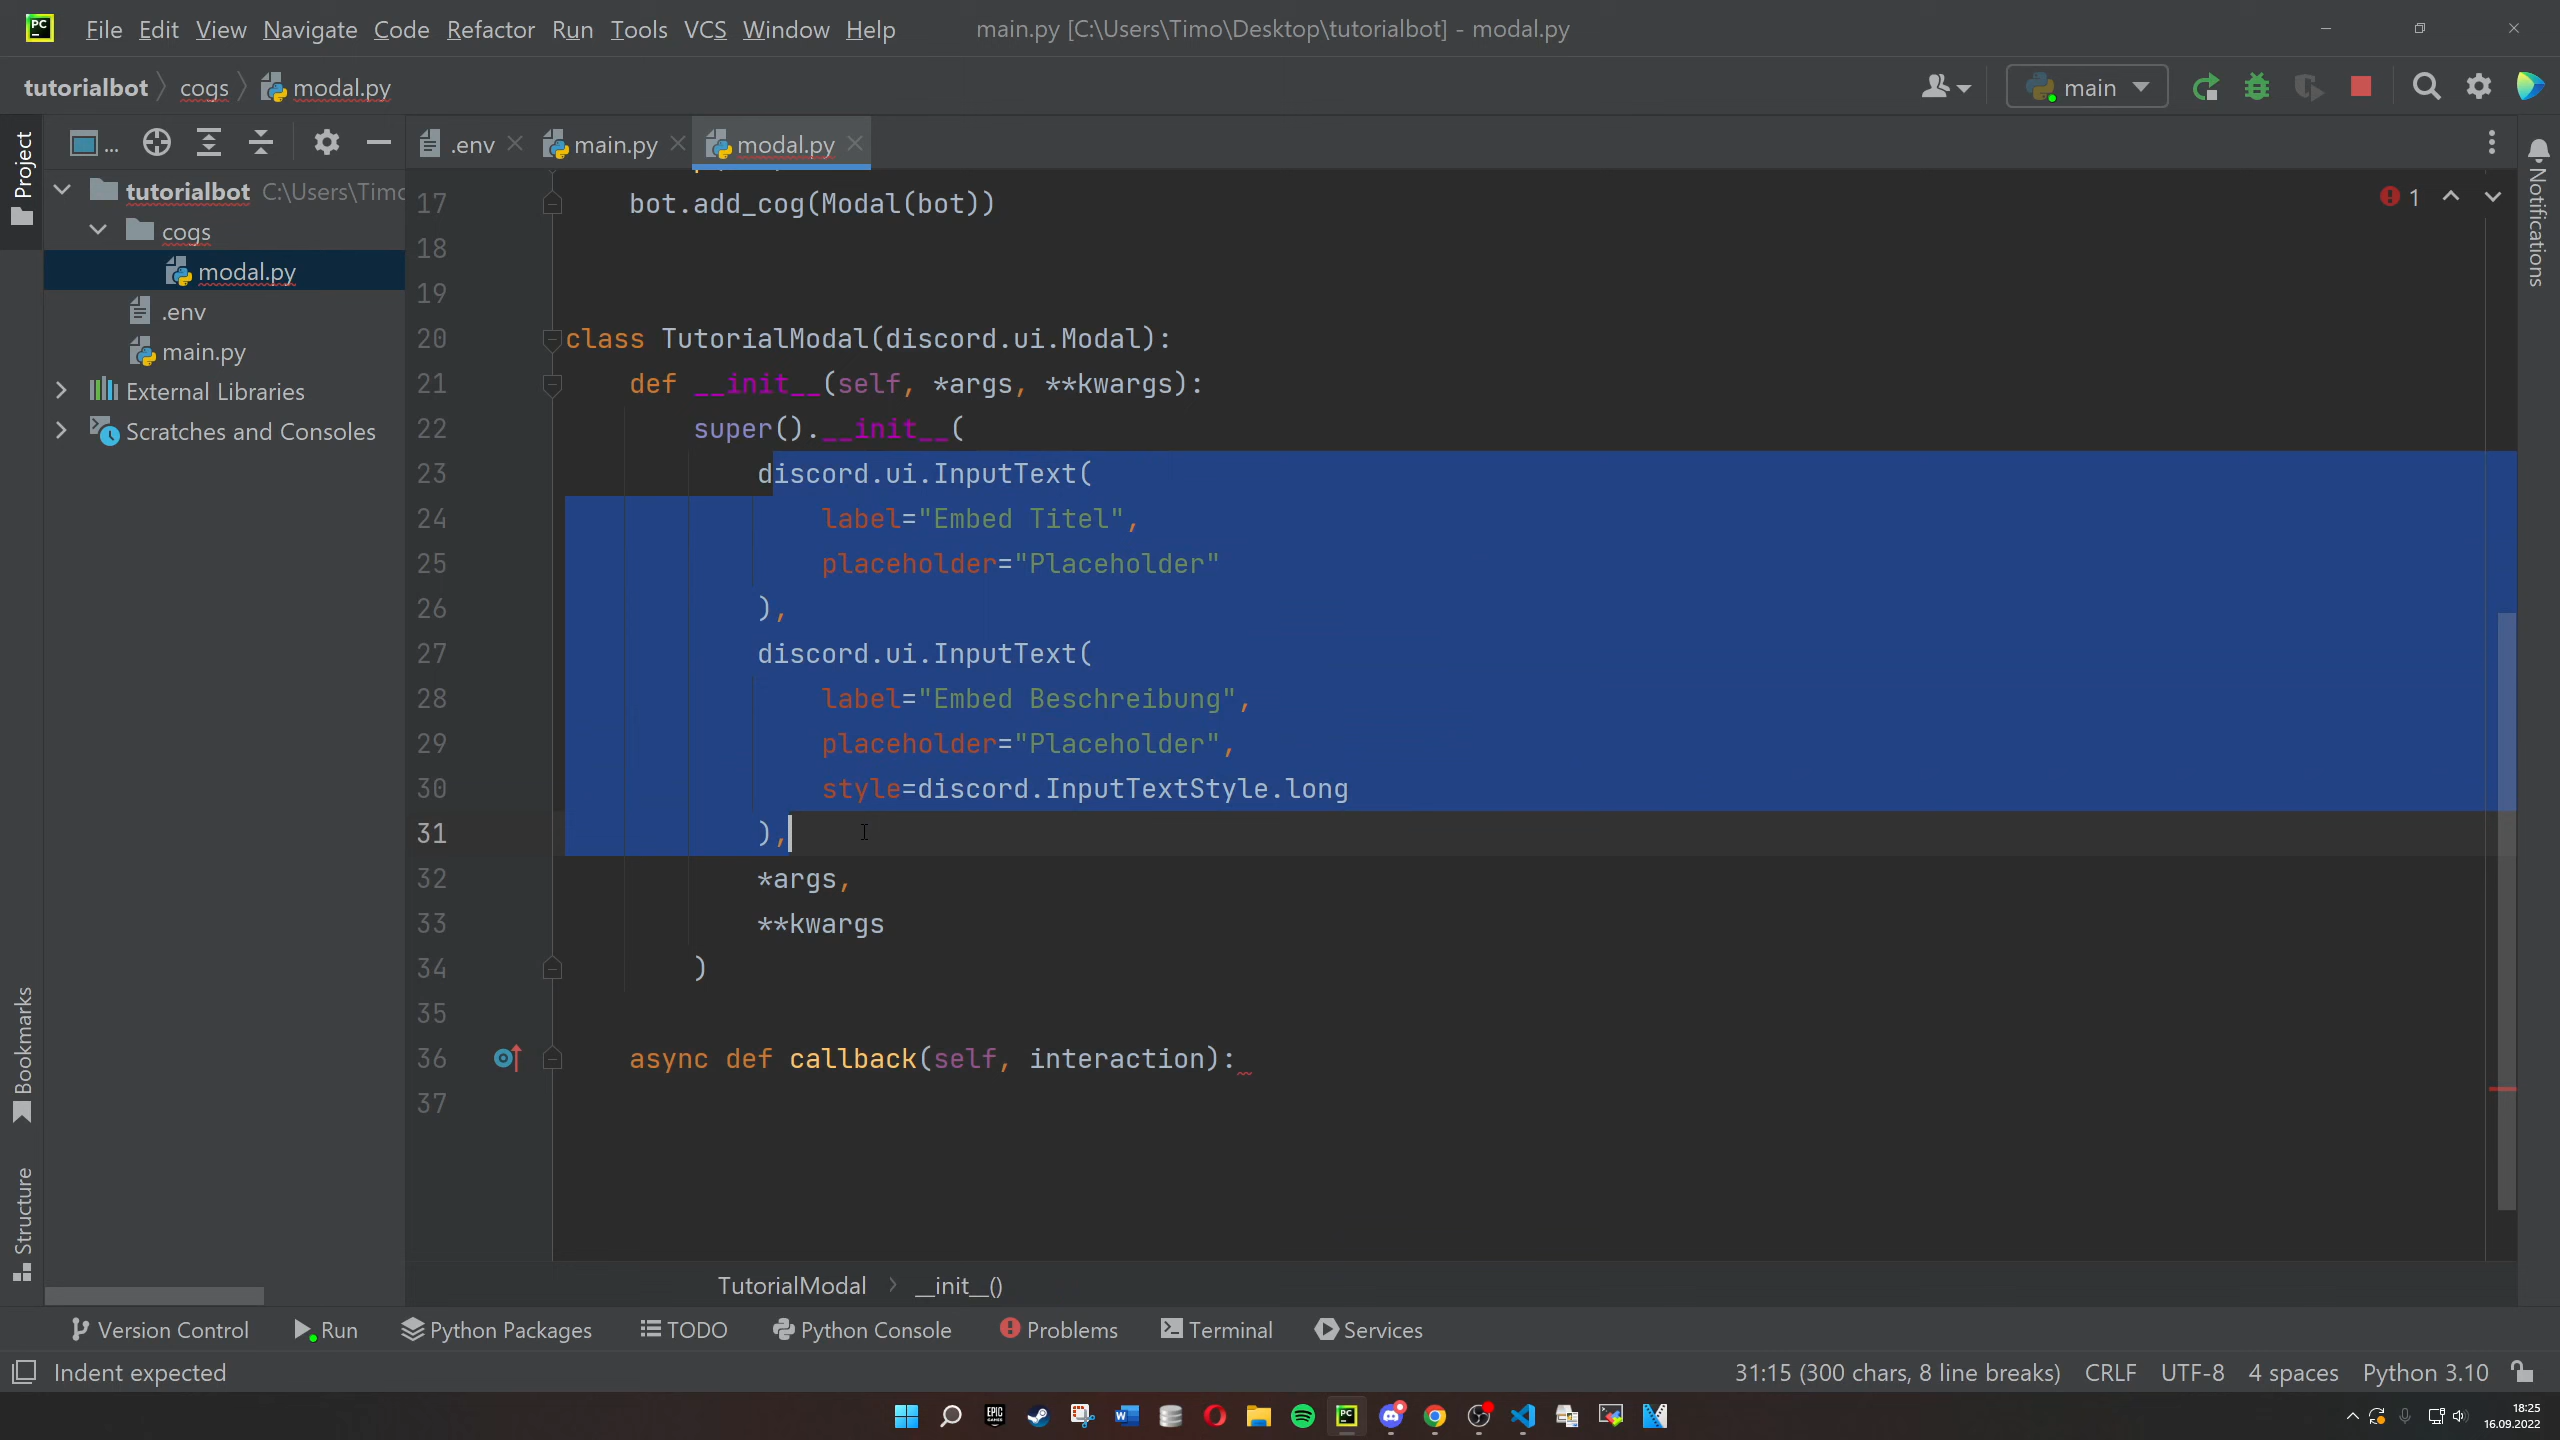 File Edit View Navigate Code Refactor Run Tools VCS Window Help main.py [C:\Users\Timo\Desktop\tutorialbot] - modal.py
tutorialbot cogs modal.py main
Project ... .env main.py modal.py
tutorialbot C:\Users\Timo
cogs
modal.py
.env
main.py
External Libraries
Scratches and Consoles
1
Notifications
17 bot.add_cog(Modal(bot))
18
19
20 class TutorialModal(discord.ui.Modal):
21 def __init__(self, *args, **kwargs):
22 super().__init__(
23 discord.ui.InputText(
24 label="Embed Titel",
25 placeholder="Placeholder"
26 ),
27 discord.ui.InputText(
28 label="Embed Beschreibung",
29 placeholder="Placeholder",
30 style=discord.InputTextStyle.long
31 ),
32 *args,
33 **kwargs
34 )
35
36 async def callback(self, interaction):
37
Bookmarks
Structure
TutorialModal __init__()
Version Control Run Python Packages TODO Python Console Problems Terminal Services
Indent expected 31:15 (300 chars, 8 line breaks) CRLF UTF-8 4 spaces Python 3.10
18:25
16.09.2022